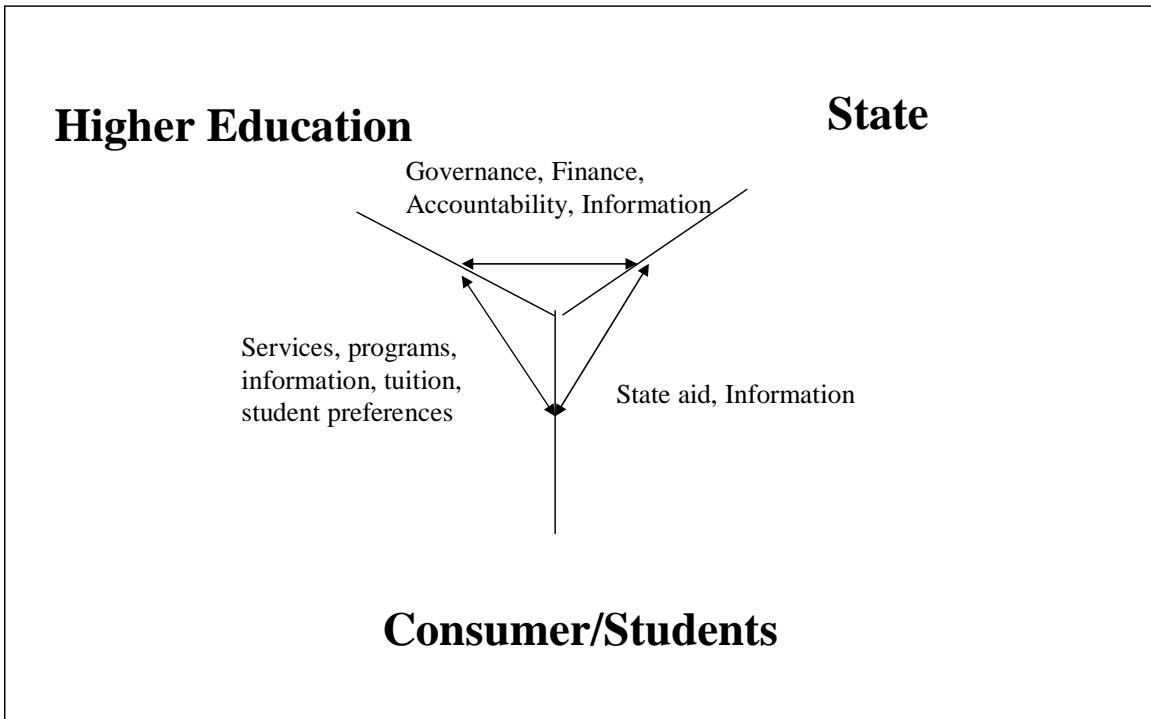 Higher Education
State
Governance, Finance,
Accountability, Information
Services, programs,
information, tuition,
student preferences
State aid, Information
Consumer/Students